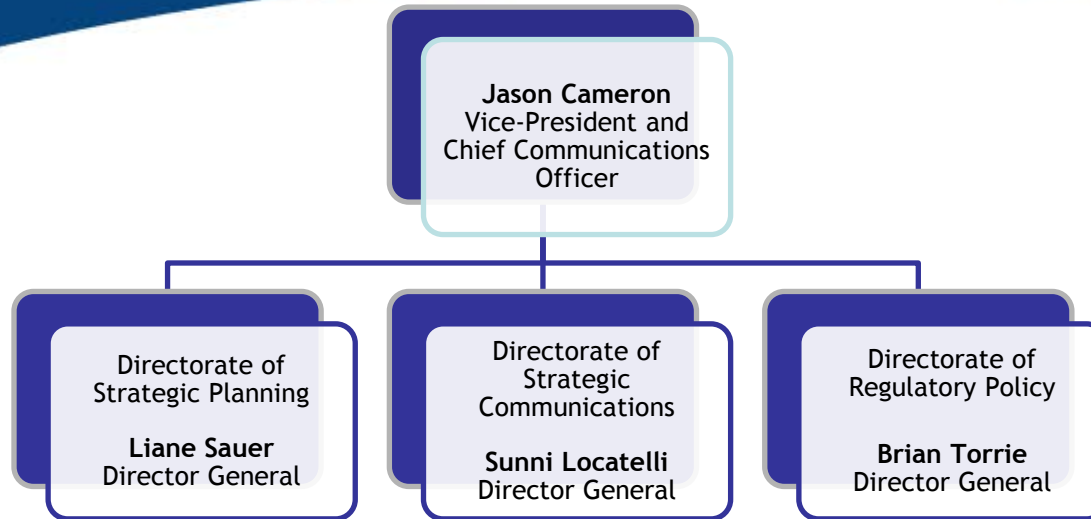 Jason Cameron
Vice-President and
Chief Communications
Officer
Directorate of
Strategic Planning
Liane Sauer
Director General
Directorate of
Strategic
Communications
Sunni Locatelli
Director General
Directorate of
Regulatory Policy
Brian Torrie
Director General